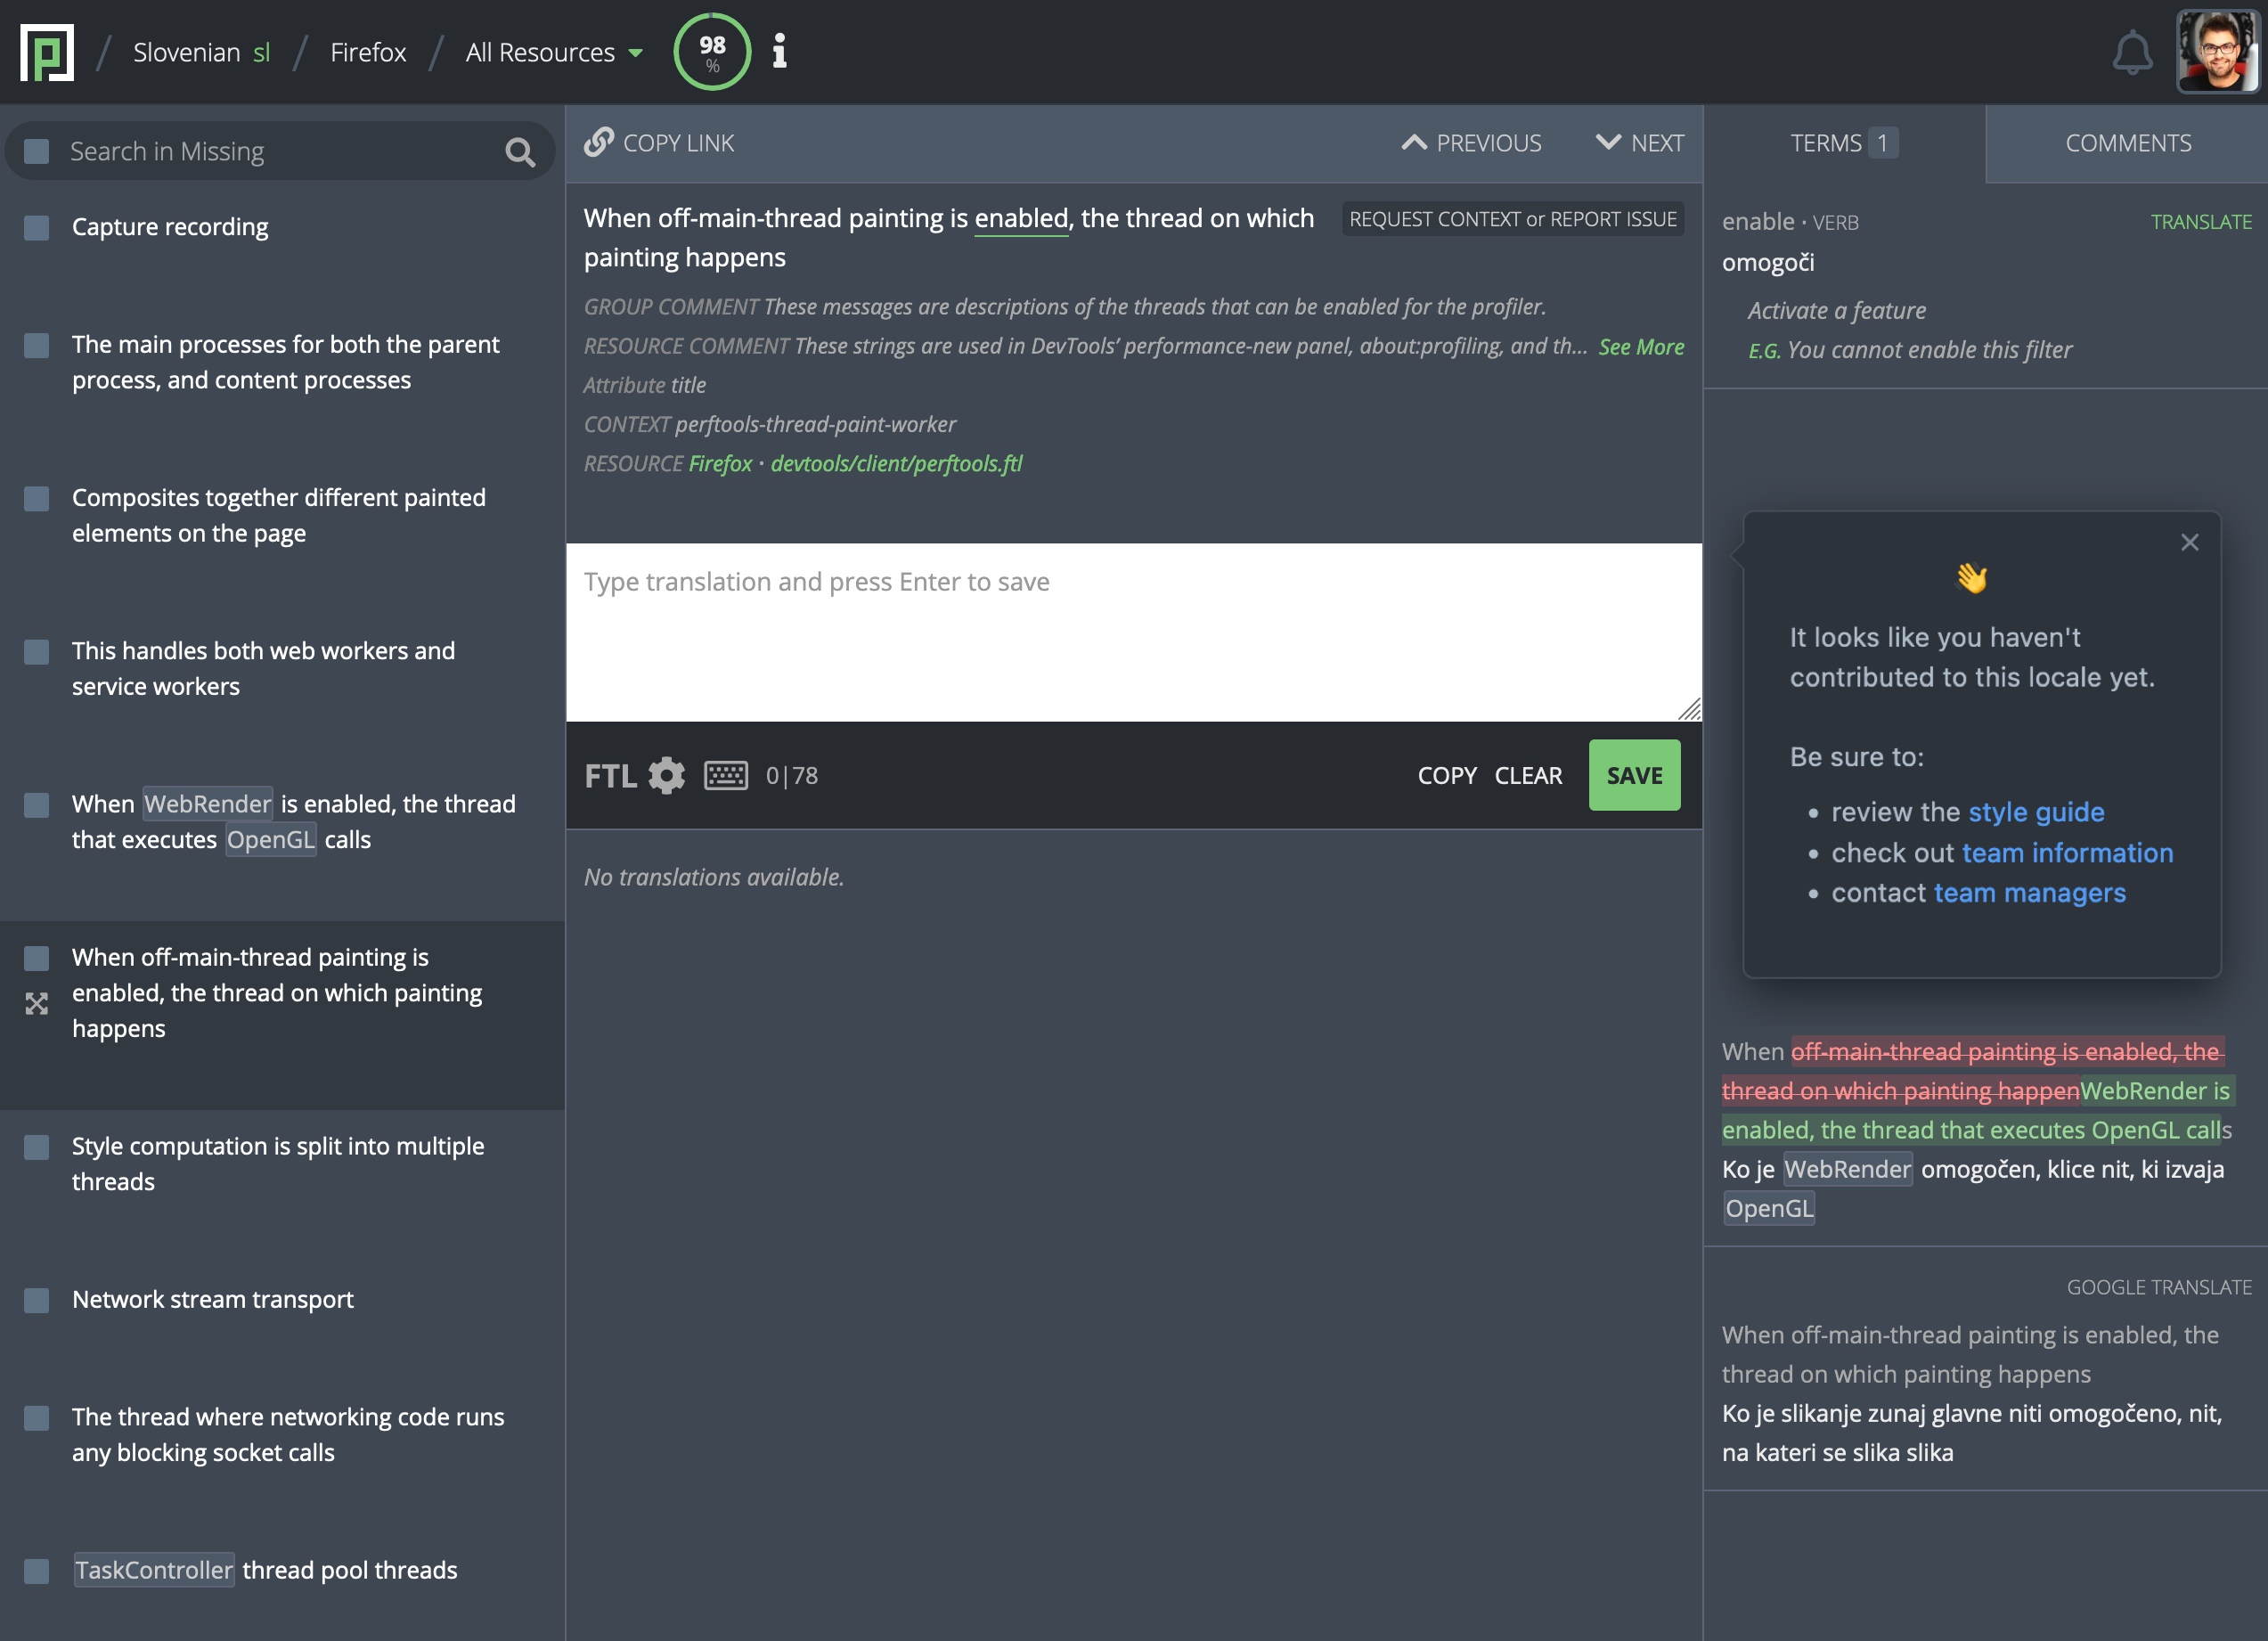 Slovenian sl
Firefox
All Resources
98
%
Search in Missing
Capture recording
The main processes for both the parent
process, and content processes
Composites together different painted
elements on the page
This handles both web workers and
service workers
When WebRender is enabled, the thread
that executes OpenGL calls
When off-main-thread painting is
enabled, the thread on which painting
happens
Style computation is split into multiple
threads
Network stream transport
The thread where networking code runs
any blocking socket calls
TaskController thread pool threads
COPY LINK
PREVIOUS
NEXT
When off-main-thread painting is enabled, the thread on which
painting happens
REQUEST CONTEXT or REPORT ISSUE
GROUP COMMENT These messages are descriptions of the threads that can be enabled for the profiler.
RESOURCE COMMENT These strings are used in DevTools’ performance-new panel, about:profiling, and th... See More
Attribute title
CONTEXT perftools-thread-paint-worker
RESOURCE Firefox · devtools/client/perftools.ftl
Type translation and press Enter to save
FTL
0|78
COPY
CLEAR
SAVE
No translations available.
TERMS 1
COMMENTS
enable · VERB
TRANSLATE
omogoči
Activate a feature
E.G. You cannot enable this filter
It looks like you haven't
contributed to this locale yet.
Be sure to:
• review the style guide
• check out team information
• contact team managers
When off-main-thread painting is enabled, the
thread on which painting happenWebRender is
enabled, the thread that executes OpenGL calls
Ko je WebRender omogočen, klice nit, ki izvaja
OpenGL
GOOGLE TRANSLATE
When off-main-thread painting is enabled, the
thread on which painting happens
Ko je slikanje zunaj glavne niti omogočeno, nit,
na kateri se slika slika